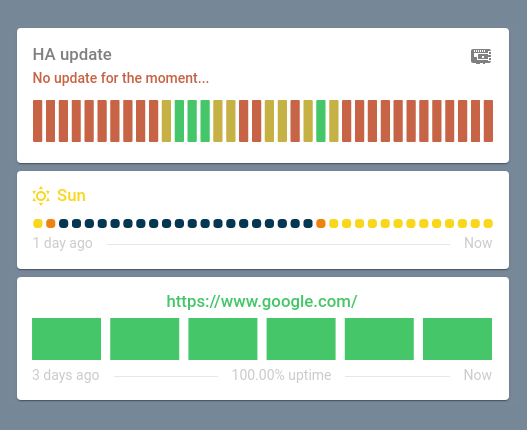 HA update
No update for the moment...
Sun
1 day ago Now
https://www.google.com/
3 days ago 100.00% uptime Now